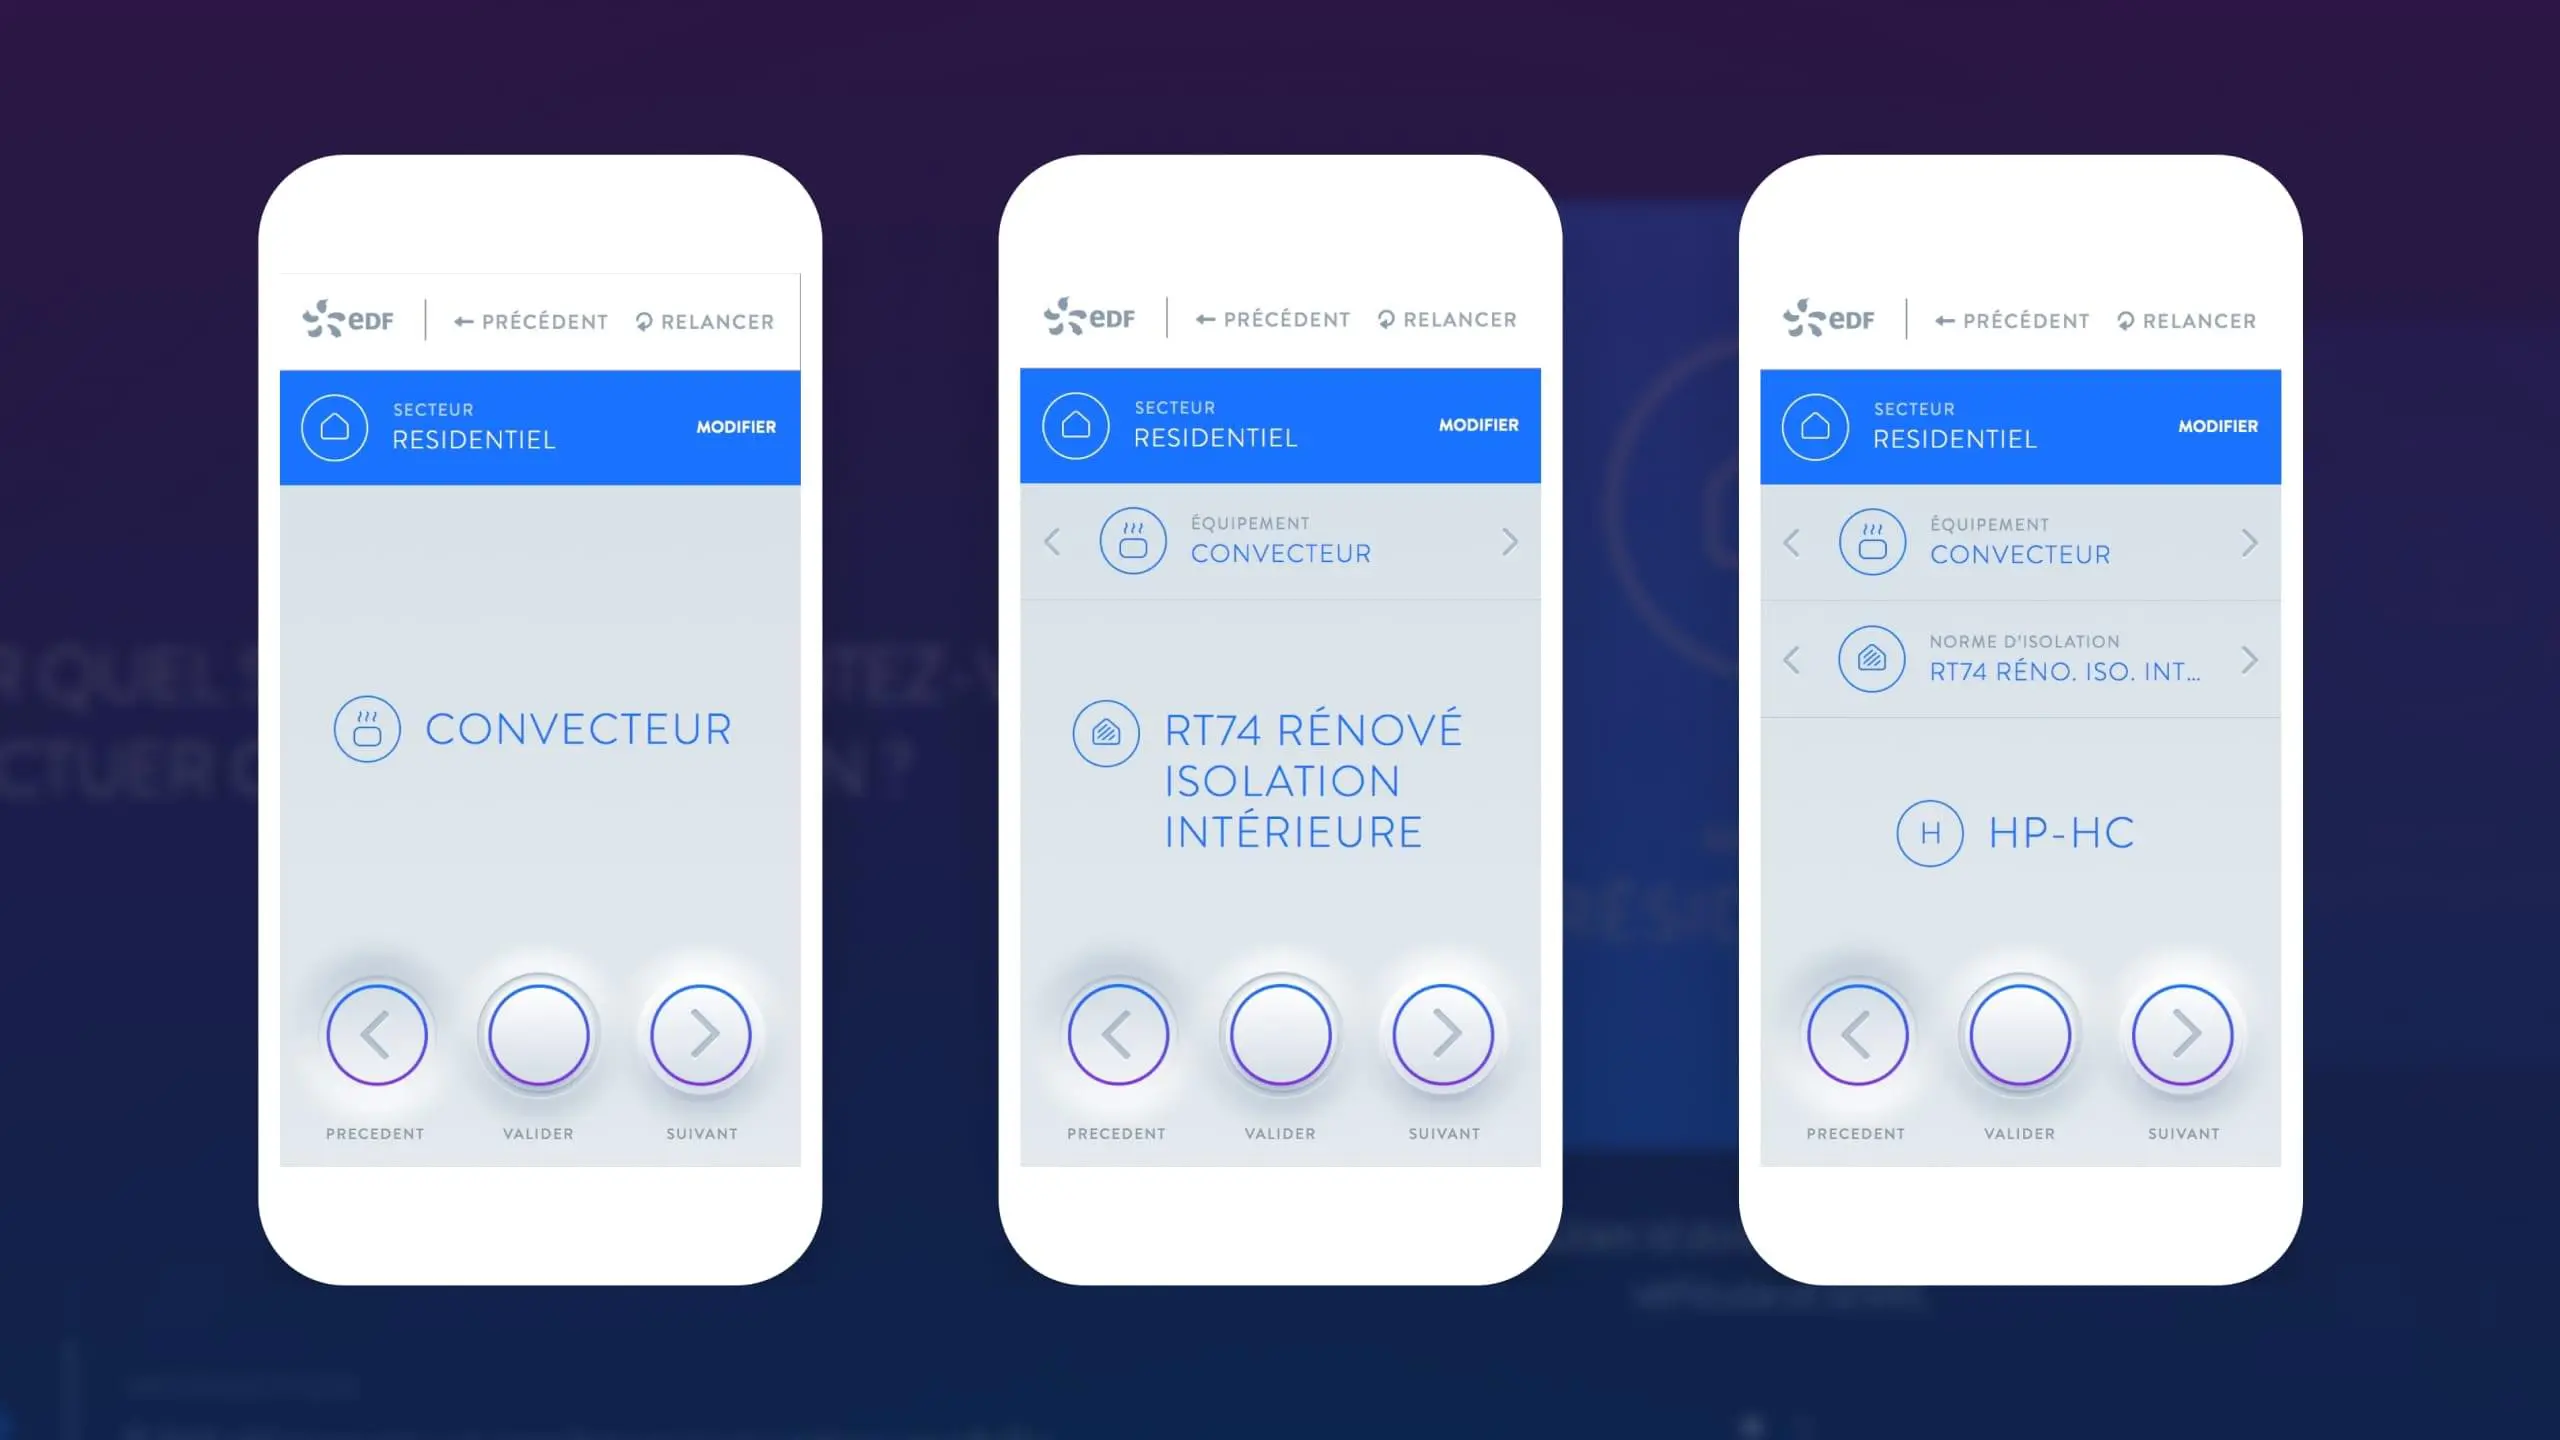 eDF
← PRÉCÉDENT
RELANCER
SECTEUR
RESIDENTIEL
MODIFIER
CONVECTEUR
PRECEDENT
VALIDER
SUIVANT
eDF
← PRÉCÉDENT
RELANCER
SECTEUR
RESIDENTIEL
MODIFIER
ÉQUIPEMENT
CONVECTEUR
RT74 RÉNOVÉ
ISOLATION
INTÉRIEURE
PRECEDENT
VALIDER
SUIVANT
eDF
← PRÉCÉDENT
RELANCER
SECTEUR
RESIDENTIEL
MODIFIER
ÉQUIPEMENT
CONVECTEUR
NORME D'ISOLATION
RT74 RÉNO. ISO. INT...
H HP-HC
PRECEDENT
VALIDER
SUIVANT